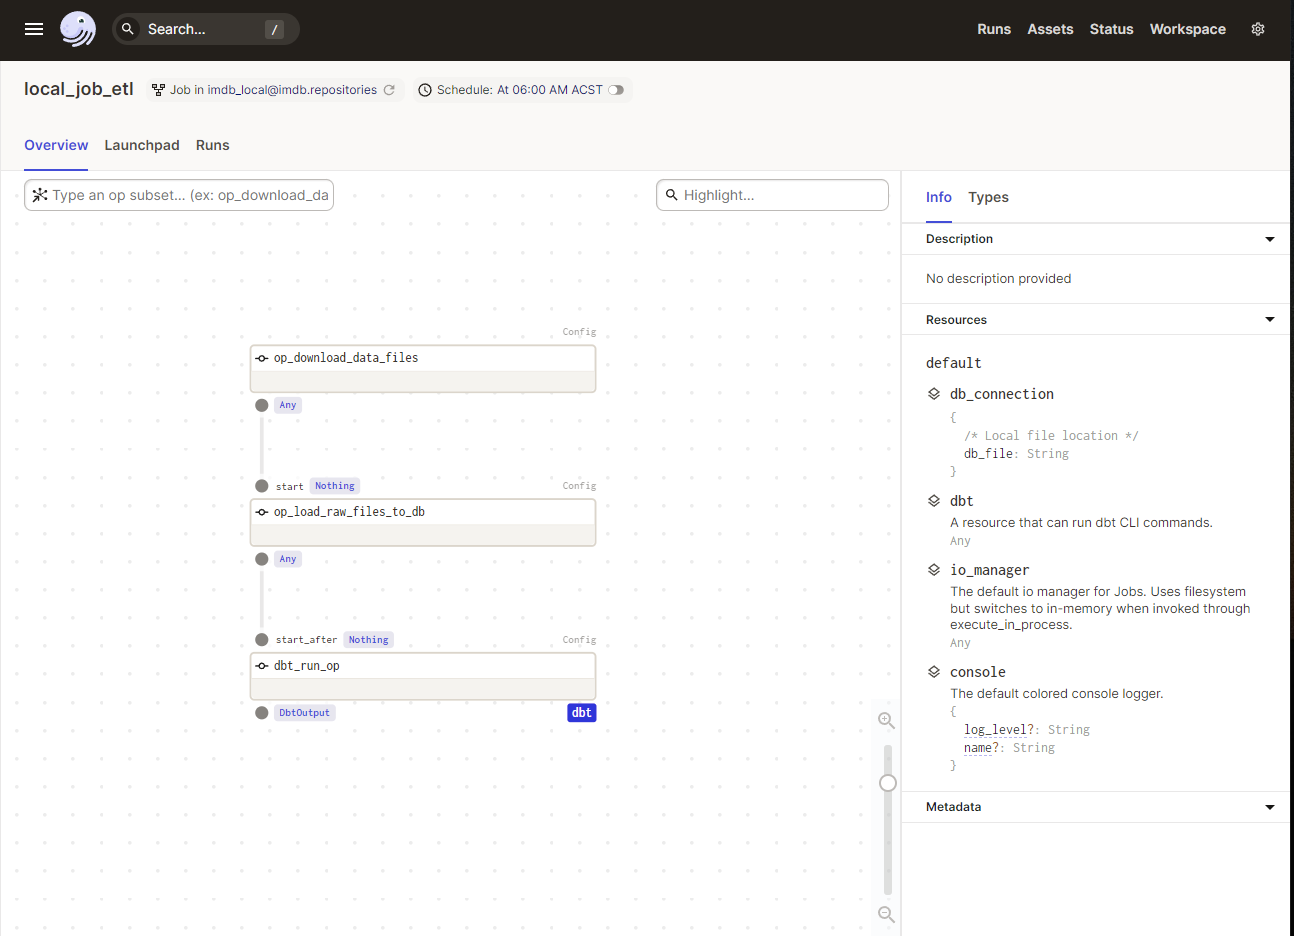 Search... /
Runs Assets Status Workspace
local_job_etl Job in imdb_local@imdb.repositories Schedule: At 06:00 AM ACST
Overview Launchpad Runs
Type an op subset... (ex: op_download_da
Highlight...
Config
op_download_data_files
Any
start Nothing Config
op_load_raw_files_to_db
Any
start_after Nothing Config
dbt_run_op
DbtOutput dbt
Info Types
Description
No description provided
Resources
default
db_connection
{
/* Local file location */
db_file: String
}
dbt
A resource that can run dbt CLI commands.
Any
io_manager
The default io manager for Jobs. Uses filesystem
but switches to in-memory when invoked through
execute_in_process.
Any
console
The default colored console logger.
{
log_level?: String
name?: String
}
Metadata